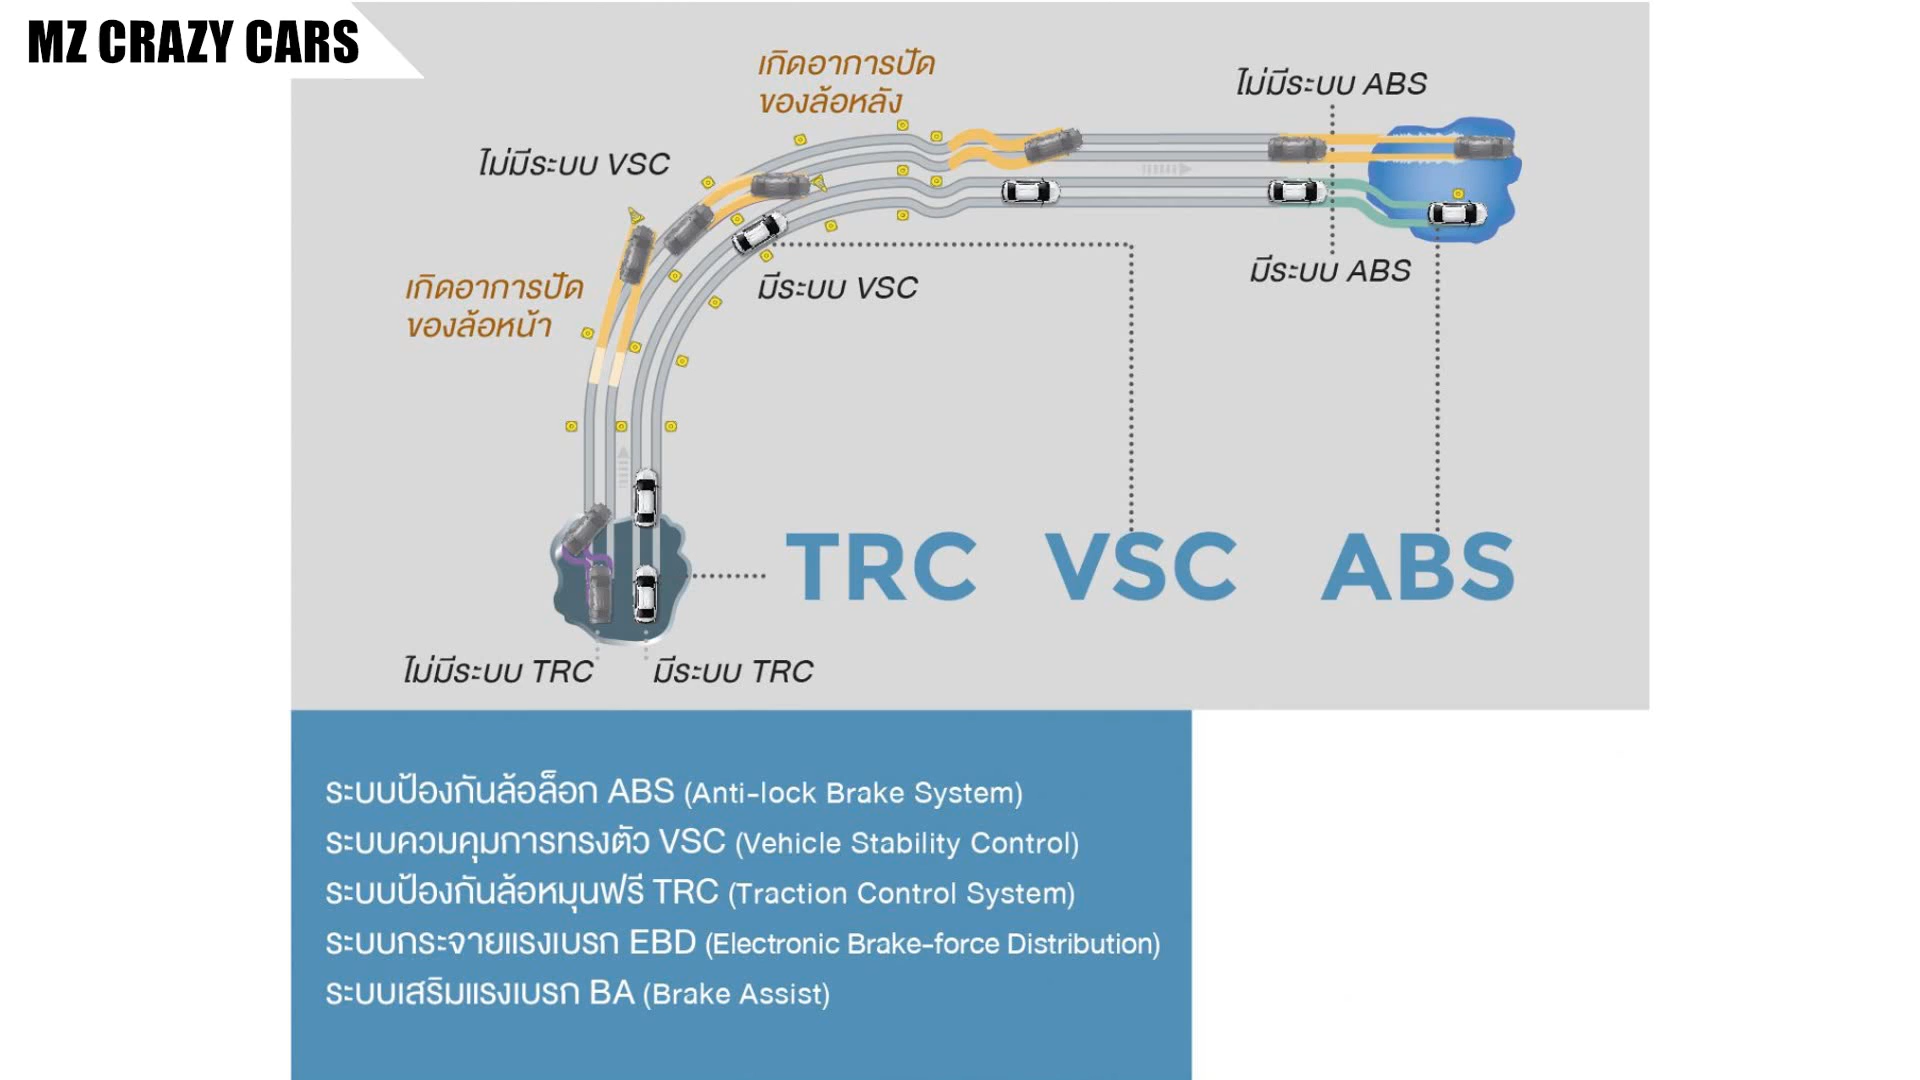 MZ CRAZY CARS
เกิดอาการปัด
ของล้อหลัง
ไม่มีระบบ ABS
ไม่มีระบบ VSC
มีระบบ ABS
มีระบบ VSC
เกิดอาการปัด
ของล้อหน้า
TRC VSC ABS
ไม่มีระบบ TRC
มีระบบ TRC
ระบบป้องกันล้อล็อก ABS (Anti-lock Brake System)
ระบบควมคุมการทรงตัว VSC (Vehicle Stability Control)
ระบบป้องกันล้อหมุนฟรี TRC (Traction Control System)
ระบบกระจายแรงเบรก EBD (Electronic Brake-force Distribution)
ระบบเสริมแรงเบรก BA (Brake Assist)